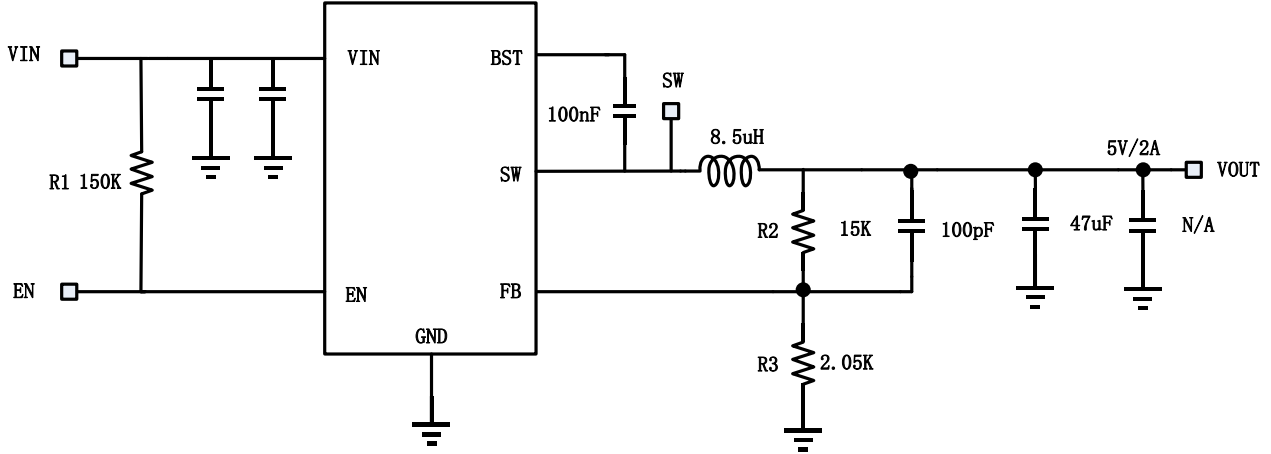 VIN
VIN
BST
SW
100nF
8.5uH
5V/2A
VOUT
R1 150K
SW
R2
15K
100pF
47uF
N/A
EN
EN
FB
GND
R3
2.05K